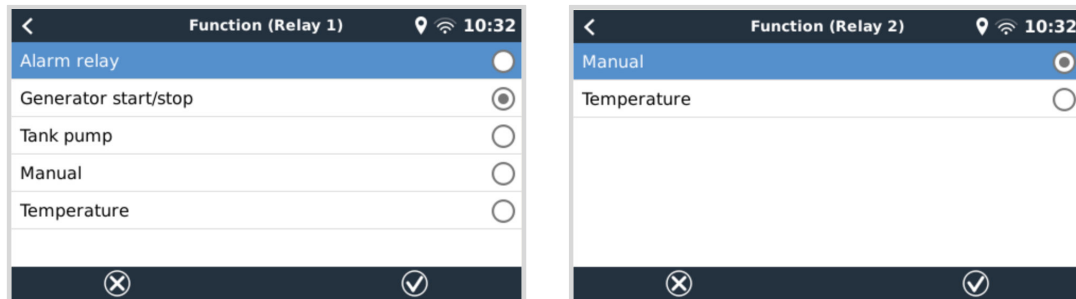 Function (Relay 1) 10:32
Alarm relay
Generator start/stop
Tank pump
Manual
Temperature
Function (Relay 2) 10:32
Manual
Temperature